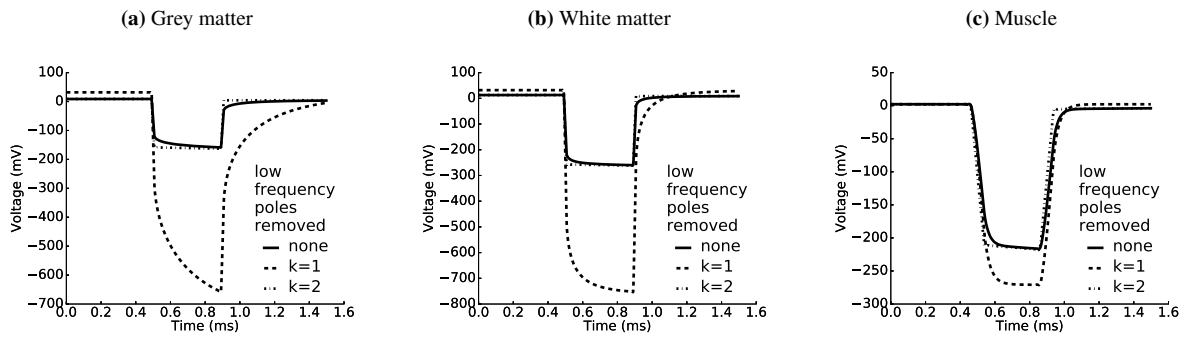 (a) Grey matter
(b) White matter
(c) Muscle
100
0
−100
−200
−300
−400
−500
−600
−700
Voltage (mV)
0.0 0.2 0.4 0.6 0.8 1.0 1.2 1.4 1.6
Time (ms)
low
frequency
poles
removed
none
k=1
k=2
100
0
−100
−200
−300
−400
−500
−600
−700
−800
Voltage (mV)
0.0 0.2 0.4 0.6 0.8 1.0 1.2 1.4 1.6
Time (ms)
low
frequency
poles
removed
none
k=1
k=2
50
0
−50
−100
−150
−200
−250
−300
Voltage (mV)
0.0 0.2 0.4 0.6 0.8 1.0 1.2 1.4 1.6
Time (ms)
low
frequency
poles
removed
none
k=1
k=2